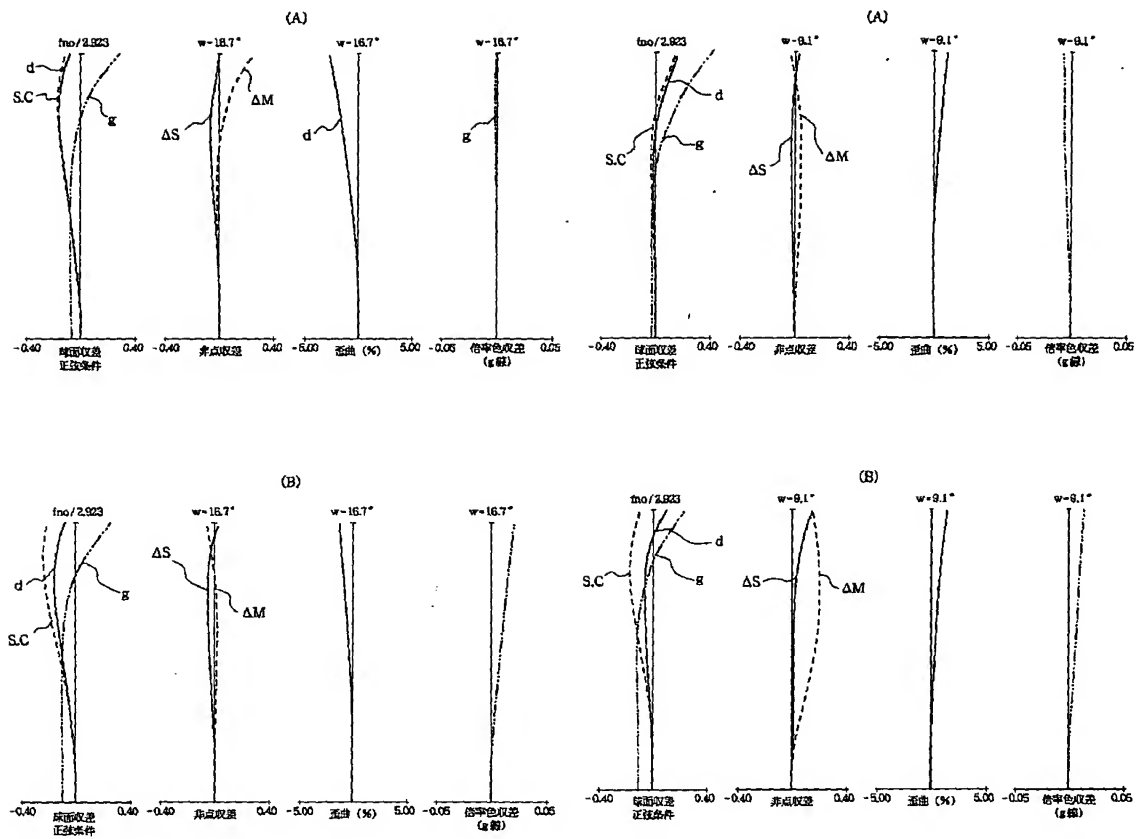 (A)
fno/2.923
w-16.7°
w-16.7°
w-16.7°
d
S.C
g
ΔS
ΔM
d
g
-0.40
0.40
-0.40
0.40
-5.00
5.00
-0.05
0.05
球面収差
正弦条件
非点収差
歪曲 (%)
倍率色収差
(g線)
(A)
fno/2.923
w-9.1°
w-9.1°
w-9.1°
d
S.C
g
ΔS
ΔM
-0.40
0.40
-0.40
0.40
-5.00
5.00
-0.05
0.05
球面収差
正弦条件
非点収差
歪曲 (%)
倍率色収差
(g線)
(B)
fno/2.923
w-16.7°
w-16.7°
w=16.7°
ΔS
d
g
ΔM
S.C
-0.40
0.40
-0.40
0.40
-5.00
5.00
-0.05
0.05
球面収差
正弦条件
非点収差
歪曲 (%)
倍率色収差
(g線)
(B)
fno/2.923
w-9.1°
w=9.1°
w-9.1°
d
S.C
g
ΔS
ΔM
-0.40
0.40
-0.40
0.40
-5.00
5.00
-0.05
0.05
球面収差
正弦条件
非点収差
歪曲 (%)
倍率色収差
(g線)